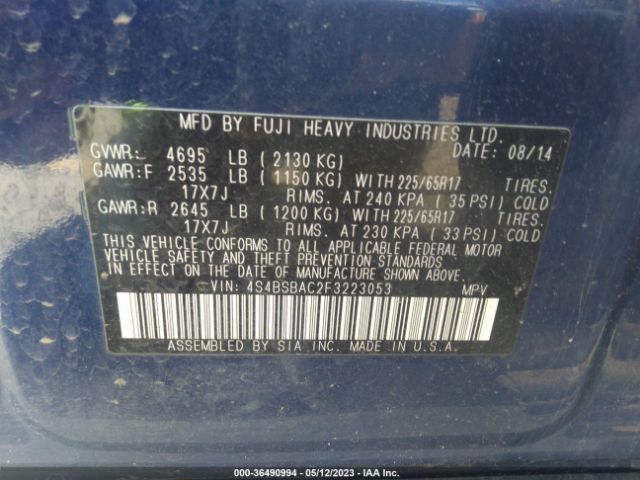 MFD BY FUJI HEAVY INDUSTRIES LTD.
GVWR: 4695 LB (2130 KG) DATE: 08/14
GAWR:F 2535 LB (1150 KG) WITH 225/65R17 TIRES.
17X7J RIMS. AT 240 KPA (35 PSI) COLD
GAWR:R 2645 LB (1200 KG) WITH 225/65R17 TIRES.
17X7J RIMS. AT 230 KPA (33 PSI) COLD
THIS VEHICLE CONFORMS TO ALL APPLICABLE FEDERAL MOTOR
VEHICLE SAFETY AND THEFT PREVENTION STANDARDS
IN EFFECT ON THE DATE OF MANUFACTURE SHOWN ABOVE.
VIN: 4S4BSBAC2F3223053 MPV
ASSEMBLED BY SIA INC. MADE IN U.S.A.
000-36490994 - 05/12/2023 - IAA Inc.